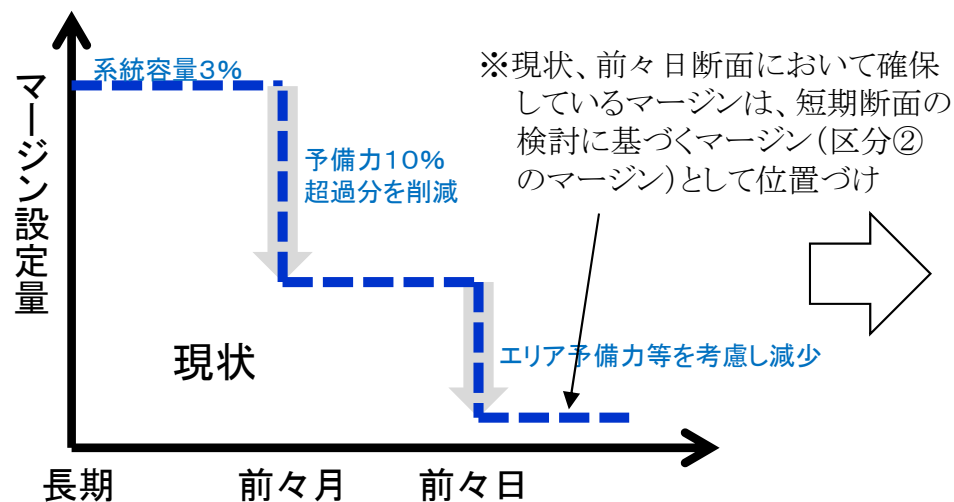 系統容量3%
※現状、前々日断面において確保
しているマージンは、短期断面の
検討に基づくマージン(区分②
のマージン)として位置づけ
マージン設定量
予備力10%
超過分を削減
現状
エリア予備力等を考慮し減少
長期
前々月
前々日